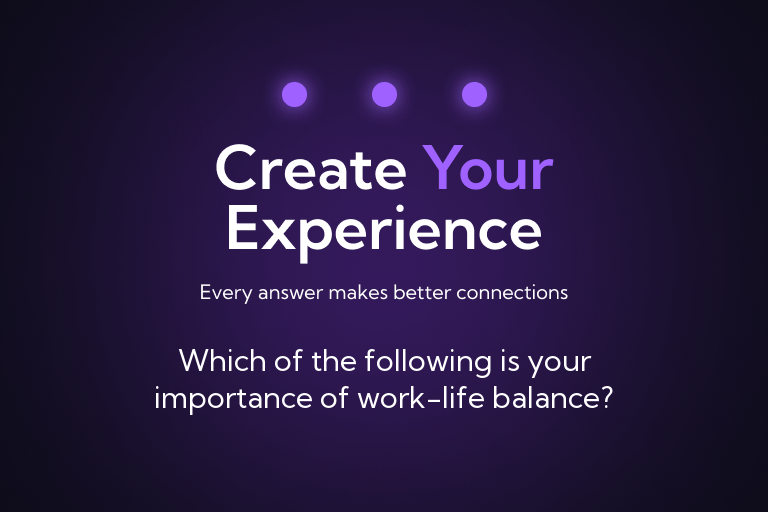 Create Your
Experience
Every answer makes better connections
Which of the following is your
importance of work-life balance?